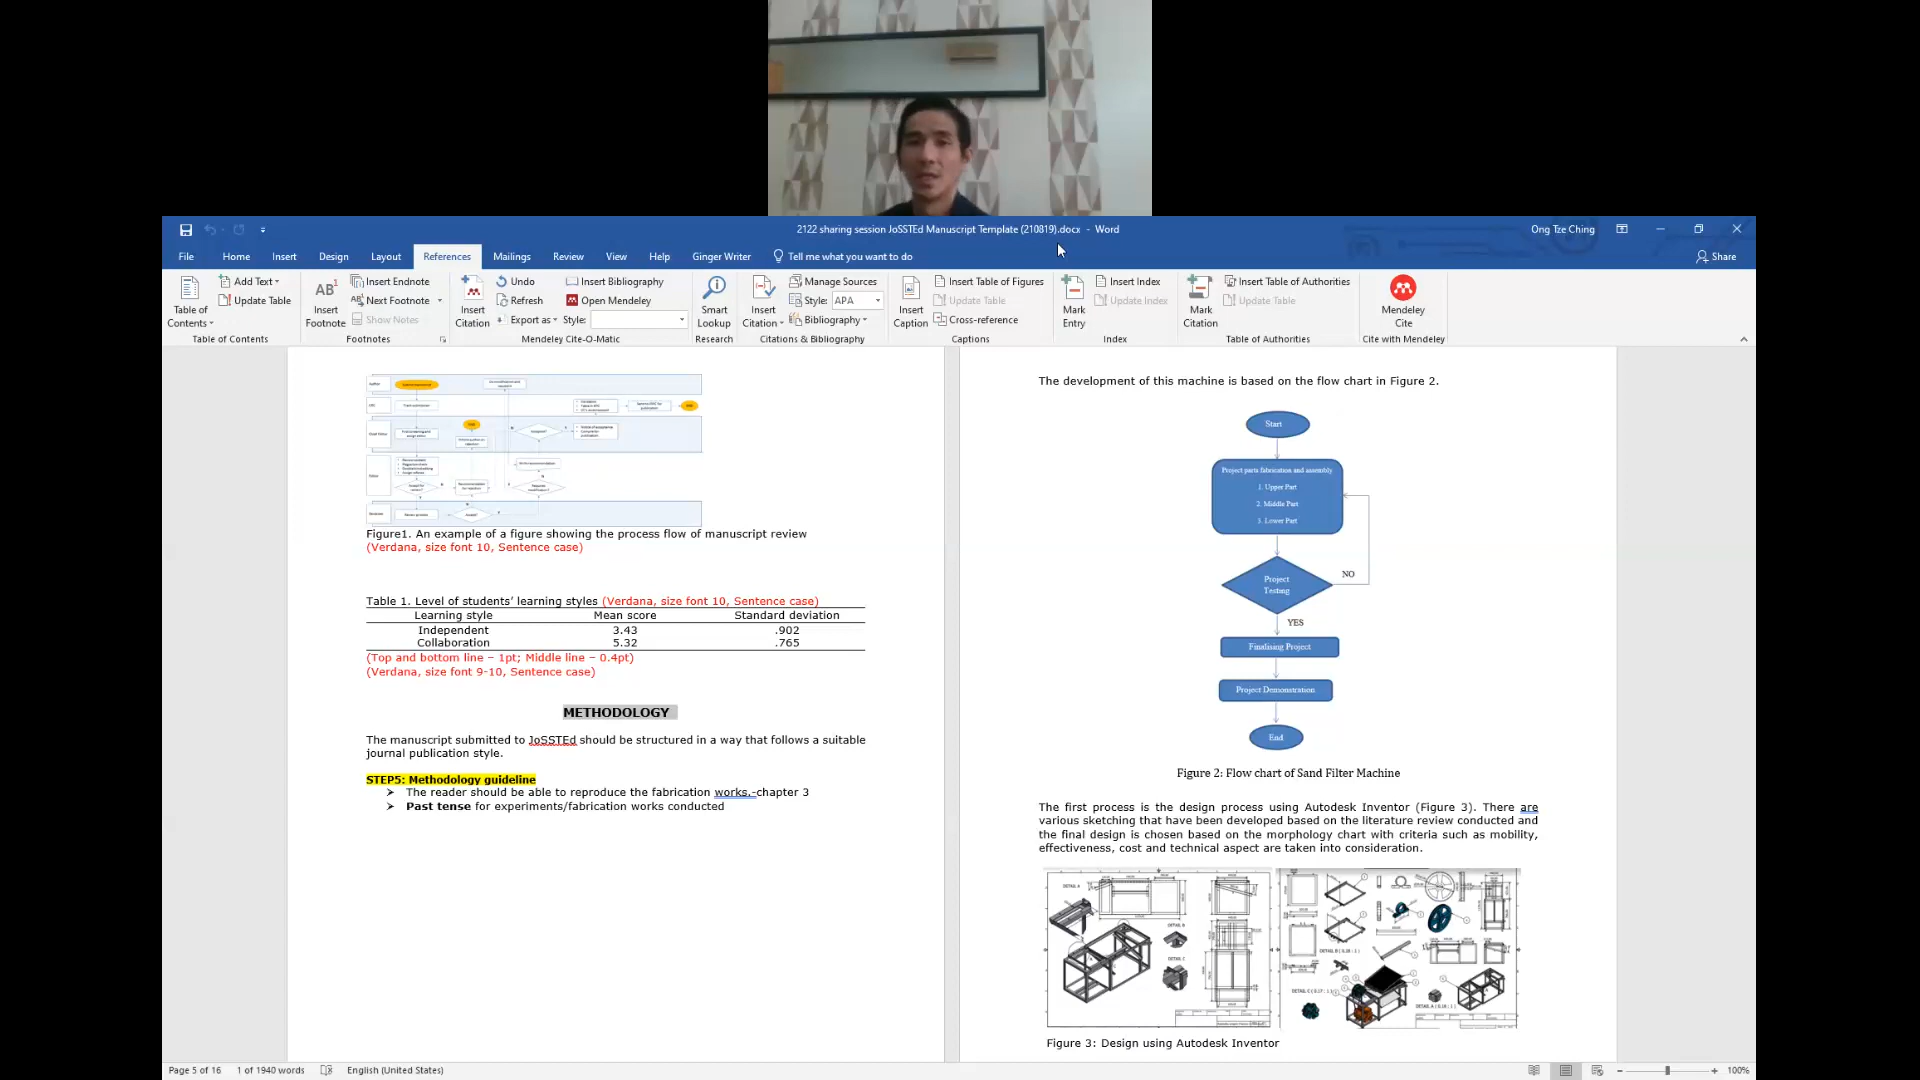 2122 sharing session JoSSTEd Manuscript Template (210819).docx - Word
Ong Tze Ching
File Home Insert Design Layout References Mailings Review View Help Ginger Writer Tell me what you want to do
Share
Table of Contents
Add Text
Update Table
Table of Contents
AB¹ Insert Footnote
Insert Endnote
Next Footnote
Show Notes
Footnotes
Insert Citation
Undo
Refresh
Export as
Insert Bibliography
Open Mendeley
Style:
Mendeley Cite-O-Matic
Smart Lookup
Research
Insert Citation
Manage Sources
Style: APA
Bibliography
Citations & Bibliography
Insert Caption
Insert Table of Figures
Update Table
Cross-reference
Captions
Mark Entry
Insert Index
Update Index
Index
Mark Citation
Insert Table of Authorities
Update Table
Table of Authorities
Mendeley Cite
Cite with Mendeley
Figure1. An example of a figure showing the process flow of manuscript review
(Verdana, size font 10, Sentence case)
Table 1. Level of students’ learning styles (Verdana, size font 10, Sentence case)
Learning style Mean score Standard deviation
Independent 3.43 .902
Collaboration 5.32 .765
(Top and bottom line – 1pt; Middle line – 0.4pt)
(Verdana, size font 9-10, Sentence case)
METHODOLOGY
The manuscript submitted to JoSSTEd should be structured in a way that follows a suitable
journal publication style.
STEP5: Methodology guideline
➢ The reader should be able to reproduce the fabrication works.-chapter 3
➢ Past tense for experiments/fabrication works conducted
The development of this machine is based on the flow chart in Figure 2.
Start
Project parts fabrication and assembly
1. Upper Part
2. Middle Part
3. Lower Part
Project
Testing
NO
YES
Finalising Project
Project Demonstration
End
Figure 2: Flow chart of Sand Filter Machine
The first process is the design process using Autodesk Inventor (Figure 3). There are
various sketching that have been developed based on the literature review conducted and
the final design is chosen based on the morphology chart with criteria such as mobility,
effectiveness, cost and technical aspect are taken into consideration.
DETAIL A
DETAIL B
DETAIL C
Figure 3: Design using Autodesk Inventor
Page 5 of 16 1 of 1940 words English (United States)
100%